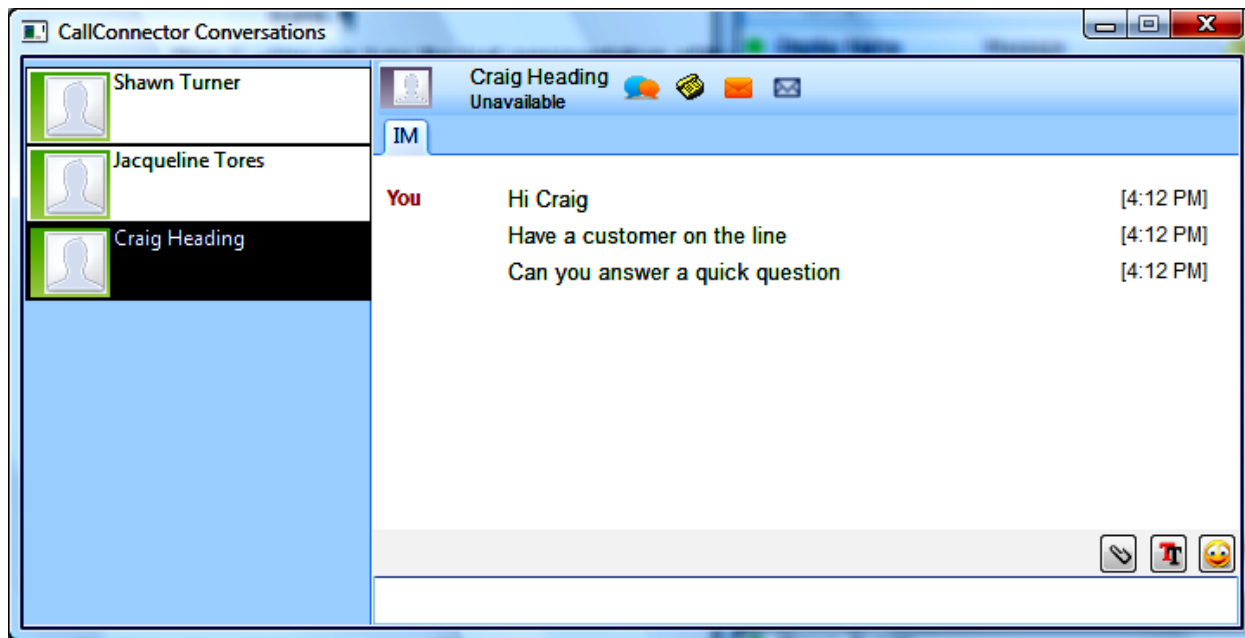 CallConnector Conversations
X
Shawn Turner
Jacqueline Tores
Craig Heading
Craig Heading
Unavailable
IM
You Hi Craig [4:12 PM]
Have a customer on the line [4:12 PM]
Can you answer a quick question [4:12 PM]
TT